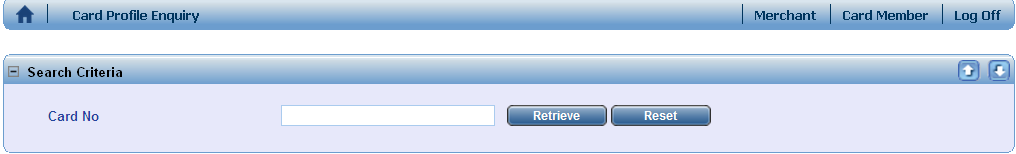 Card Profile Enquiry Merchant Card Member Log Off
Search Criteria
Card No Retrieve Reset